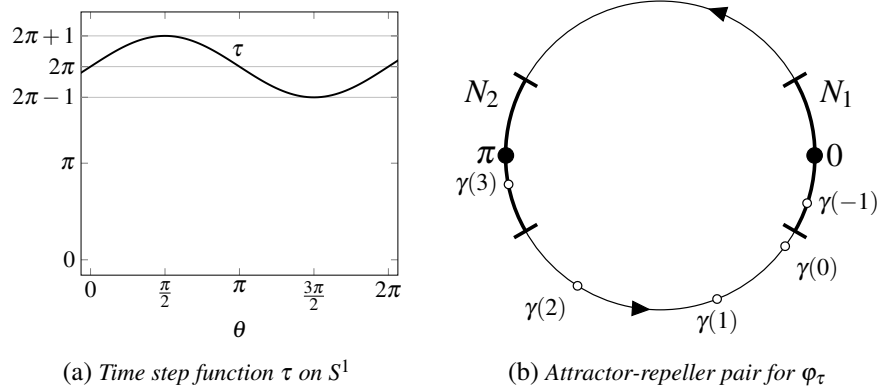 2π+1
τ
2π
2π−1
π
0
0
π/2
π
3π/2
2π
θ
(a) Time step function τ on S¹
N₂
N₁
π
0
γ(3)
γ(−1)
γ(0)
γ(2)
γ(1)
(b) Attractor-repeller pair for φτ